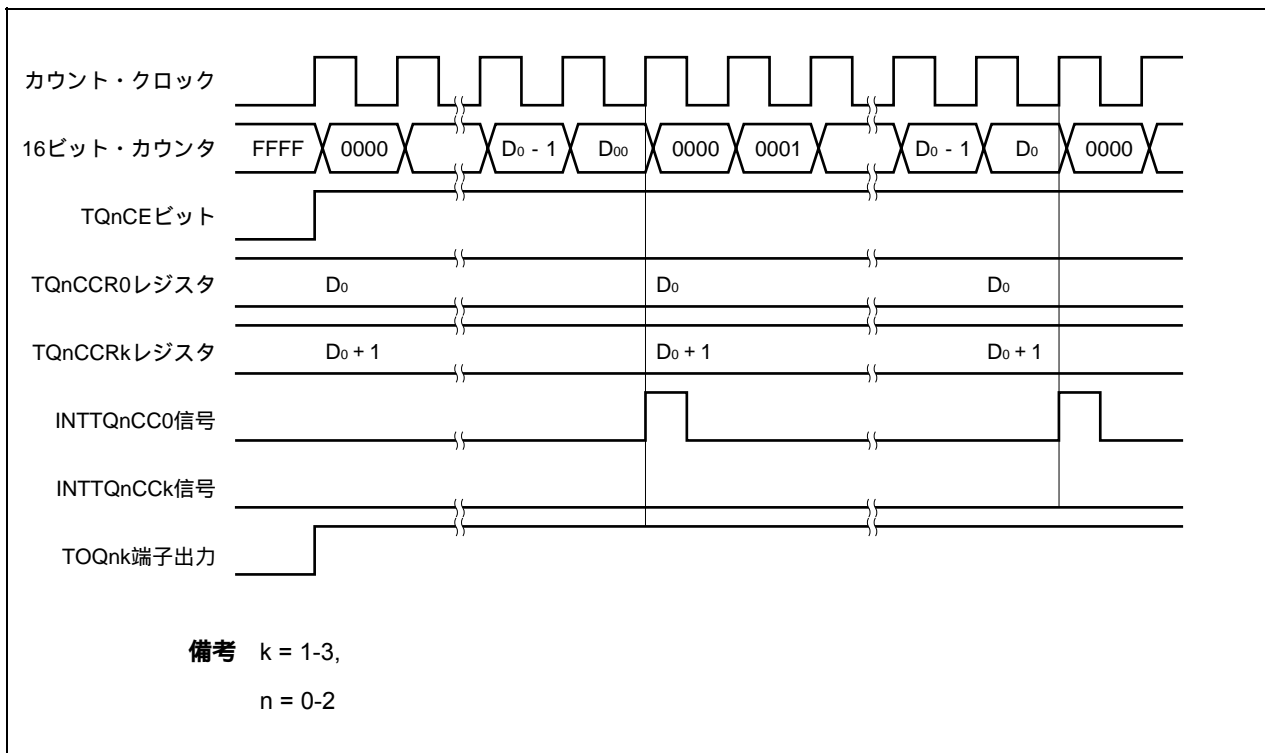 カウント・クロック
16ビット・カウンタ FFFF 0000 D0 - 1 D00 0000 0001 D0 - 1 D0 0000
TQnCEビット
TQnCCR0レジスタ D0 D0 D0
TQnCCRkレジスタ D0 + 1 D0 + 1 D0 + 1
INTTQnCC0信号
INTTQnCCk信号
TOQnk端子出力
備考 k = 1-3,
n = 0-2